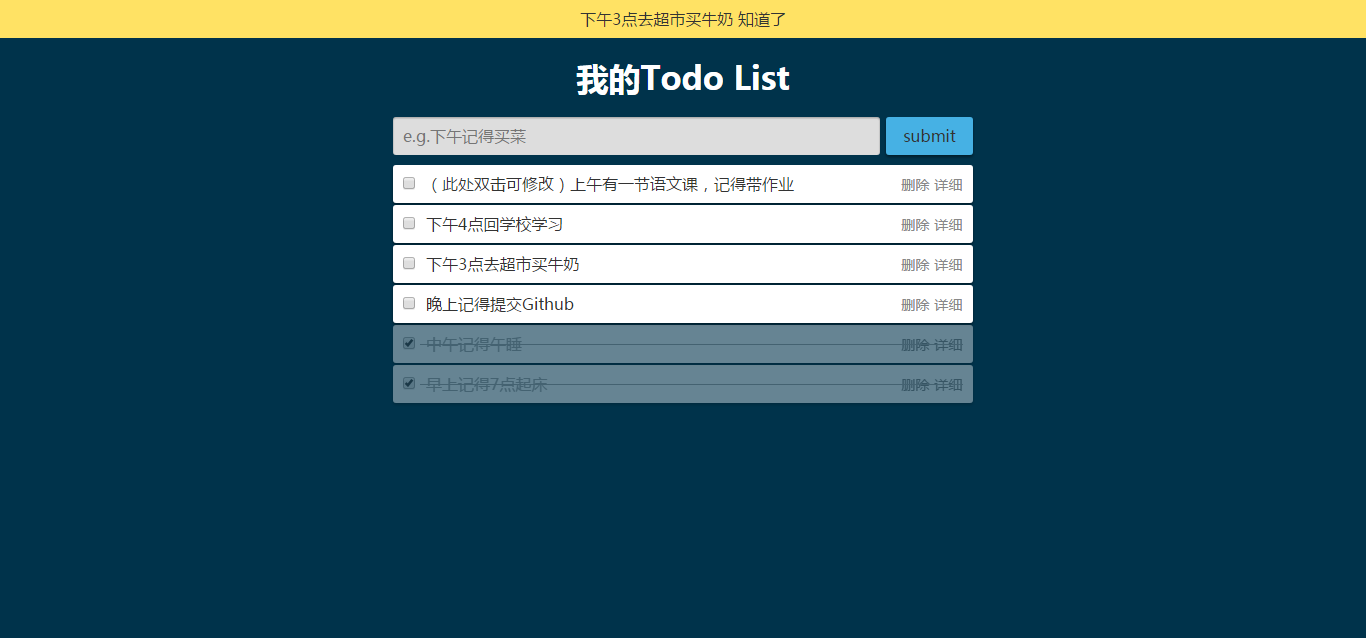 下午3点去超市买牛奶 知道了
我的Todo List
e.g.下午记得买菜 submit
（此处双击可修改）上午有一节语文课，记得带作业 删除 详细
下午4点回学校学习 删除 详细
下午3点去超市买牛奶 删除 详细
晚上记得提交Github 删除 详细
中午记得午睡 删除 详细
早上记得7点起床 删除 详细